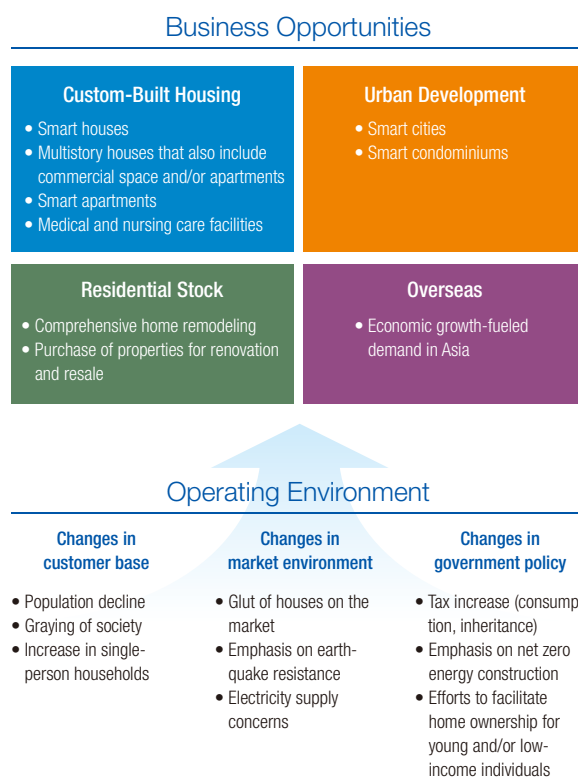 Business Opportunities
Custom-Built Housing
• Smart houses
• Multistory houses that also include
commercial space and/or apartments
• Smart apartments
• Medical and nursing care facilities
Urban Development
• Smart cities
• Smart condominiums
Residential Stock
• Comprehensive home remodeling
• Purchase of properties for renovation
and resale
Overseas
• Economic growth-fueled
demand in Asia
Operating Environment
Changes in
customer base
• Population decline
• Graying of society
• Increase in single-
person households
Changes in
market environment
• Glut of houses on the
market
• Emphasis on earth-
quake resistance
• Electricity supply
concerns
Changes in
government policy
• Tax increase (consump
tion, inheritance)
• Emphasis on net zero
energy construction
• Efforts to facilitate
home ownership for
young and/or low-
income individuals